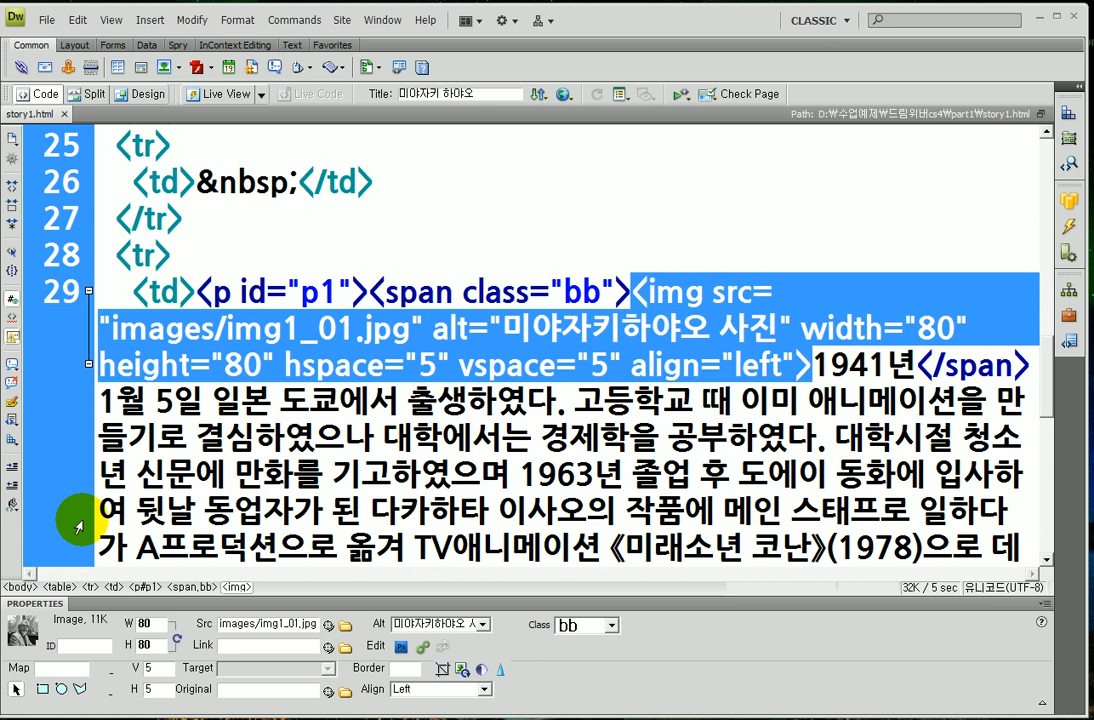 Dw File Edit View Insert Modify Format Commands Site Window Help CLASSIC
Common Layout Forms Data Spry InContext Editing Text Favorites
Code Split Design Live View Live Code Title: 미야자키 하야오 Check Page
story1.html Path: D:₩수업예제₩드림위버cs4₩part1₩story1.html
25 <tr>
26 <td>&nbsp;</td>
27 </tr>
28 <tr>
29 <td><p id="p1"><span class="bb"><img src=
"images/img1_01.jpg" alt="미야자키하야오 사진" width="80"
height="80" hspace="5" vspace="5" align="left">1941년</span>
1월 5일 일본 도쿄에서 출생하였다. 고등학교 때 이미 애니메이션을 만
들기로 결심하였으나 대학에서는 경제학을 공부하였다. 대학시절 청소
년 신문에 만화를 기고하였으며 1963년 졸업 후 도에이 동화에 입사하
여 뒷날 동업자가 된 다카하타 이사오의 작품에 메인 스태프로 일하다
가 A프로덕션으로 옮겨 TV애니메이션 《미래소년 코난》(1978)으로 데
<body> <table> <tr> <td> <p#p1> <span.bb> <img> 32K / 5 sec 유니코드(UTF-8)
PROPERTIES
Image, 11K W 80 Src images/img1_01.jpg Alt 미야자키하야오 Class bb
ID H 80 Link Edit Ps
Map V 5 Target Border
H 5 Original Align Left